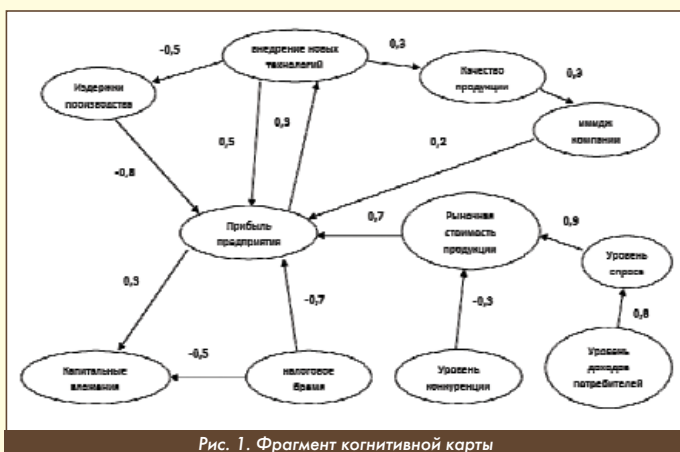 -0,5
внедрение новых
технологий
0,3
Качество
продукции
0,3
Издержки
производства
имидж
компании
0,5
0,3
0,2
-0,8
Прибыль
предприятия
0,7
Рыночная
стоимость
продукции
0,9
Уровень
спроса
0,3
-0,7
-0,3
0,8
Капитальные
вложения
-0,5
налоговое
бремя
Уровень
конкуренции
Уровень
доходов
потребителей
Рис. 1. Фрагмент когнитивной карты